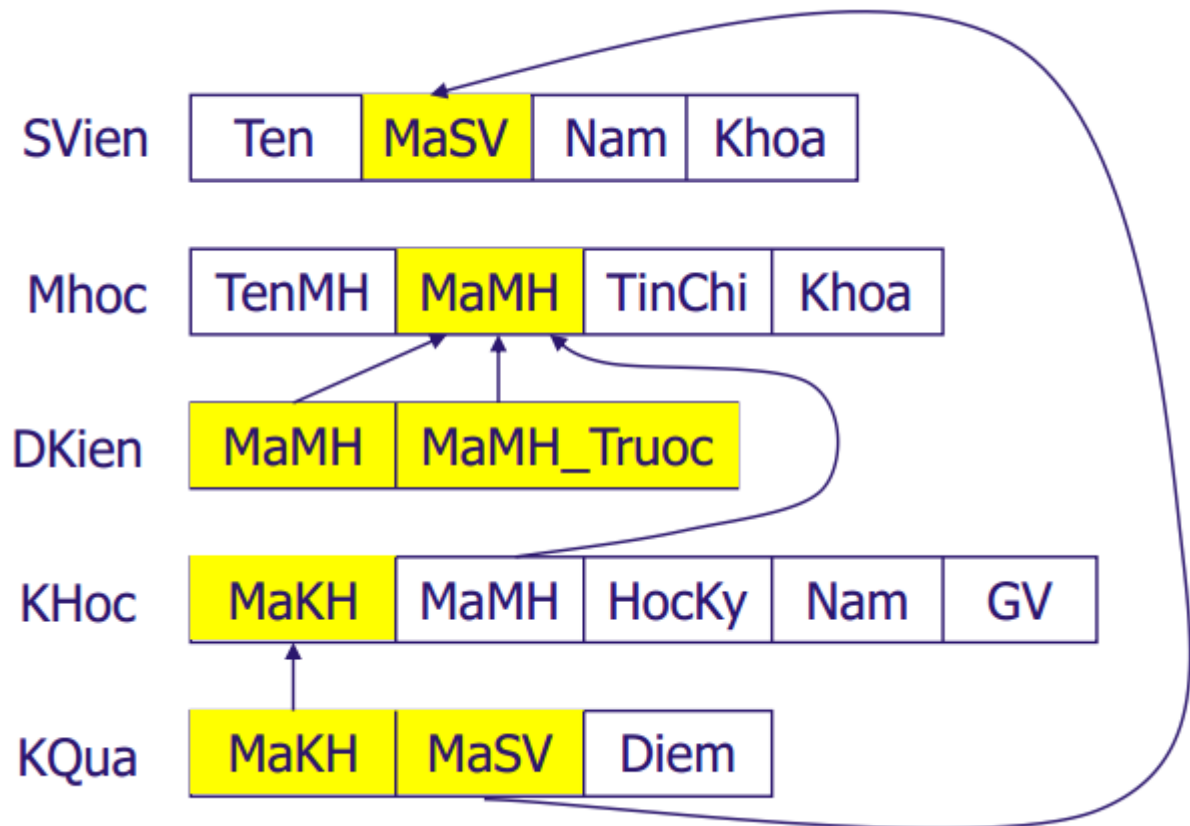 SVien Ten MaSV Nam Khoa
Mhoc TenMH MaMH TinChi Khoa
DKien MaMH MaMH_Truoc
KHoc MaKH MaMH HocKy Nam GV
KQua MaKH MaSV Diem